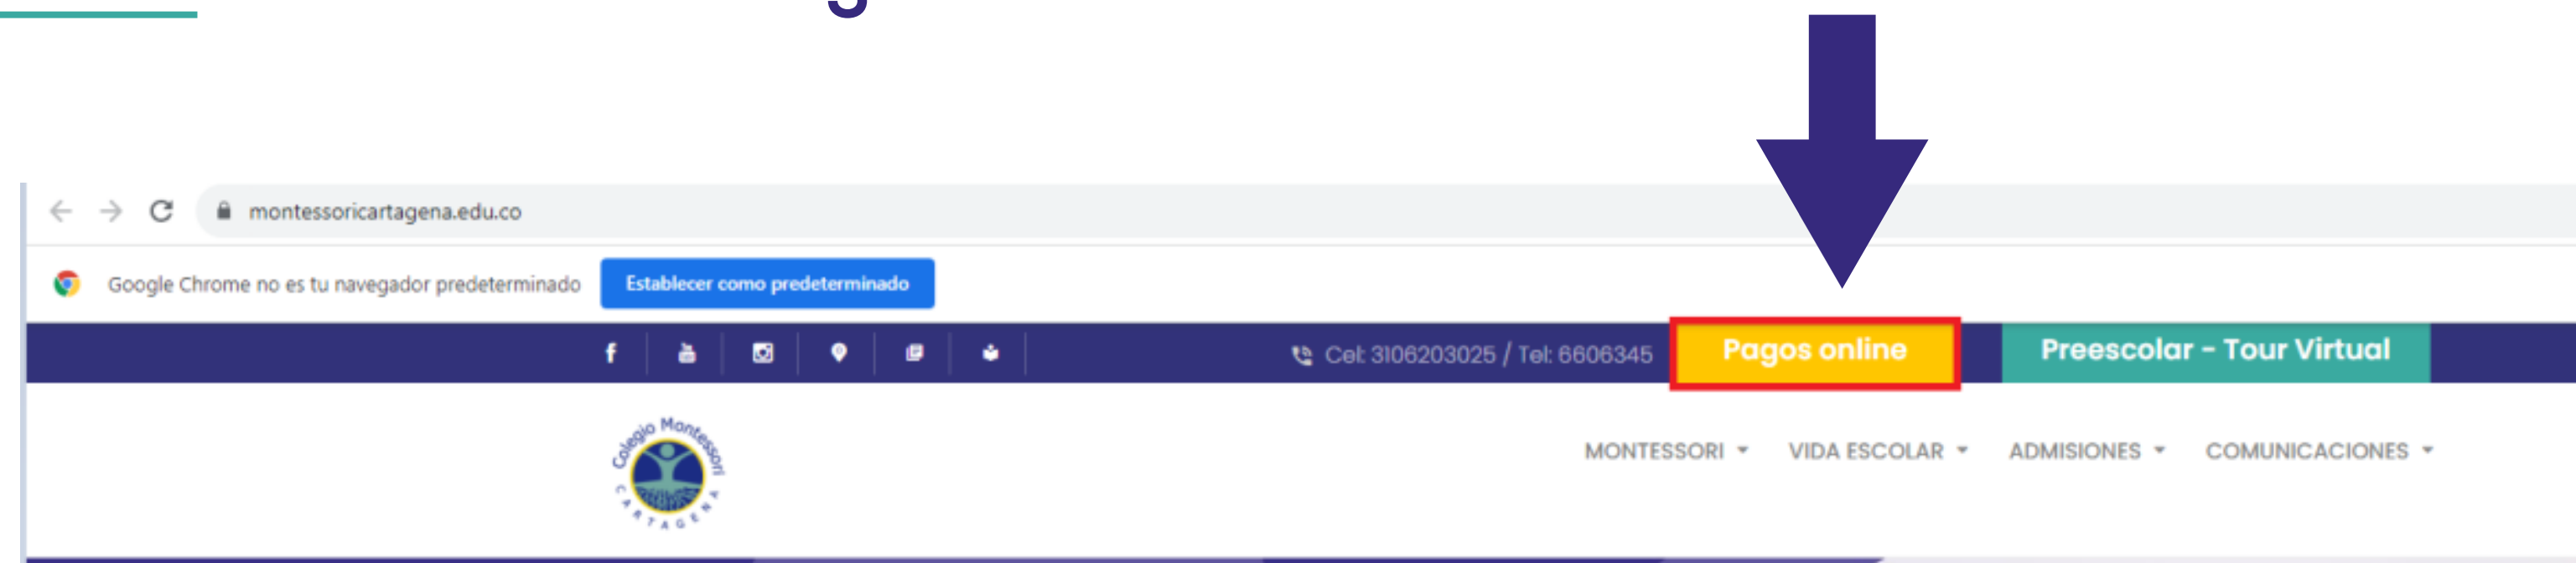 montessoricartagena.edu.co
Google Chrome no es tu navegador predeterminado
Establecer como predeterminado
Cel: 3106203025 / Tel: 6606345
Pagos online
Preescolar - Tour Virtual
Colegio Montessori
CARTAGENA
MONTESSORI
VIDA ESCOLAR
ADMISIONES
COMUNICACIONES